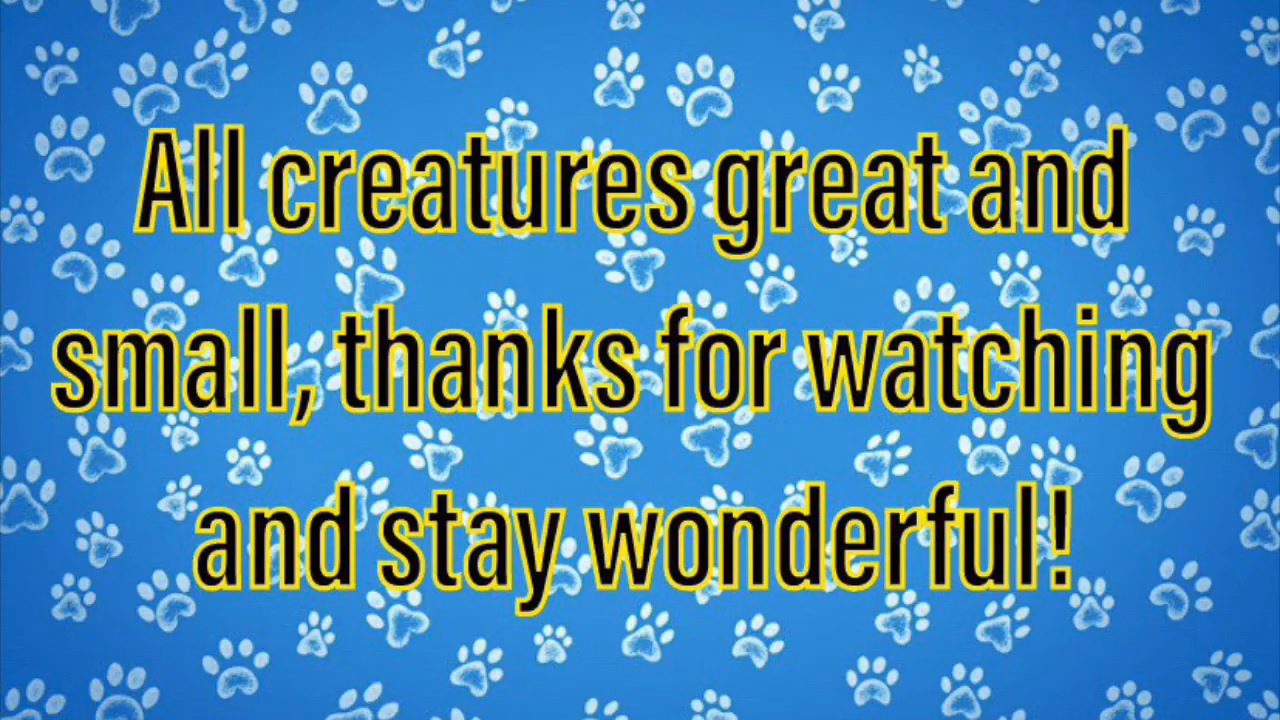 All creatures great and
small, thanks for watching
and stay wonderful!